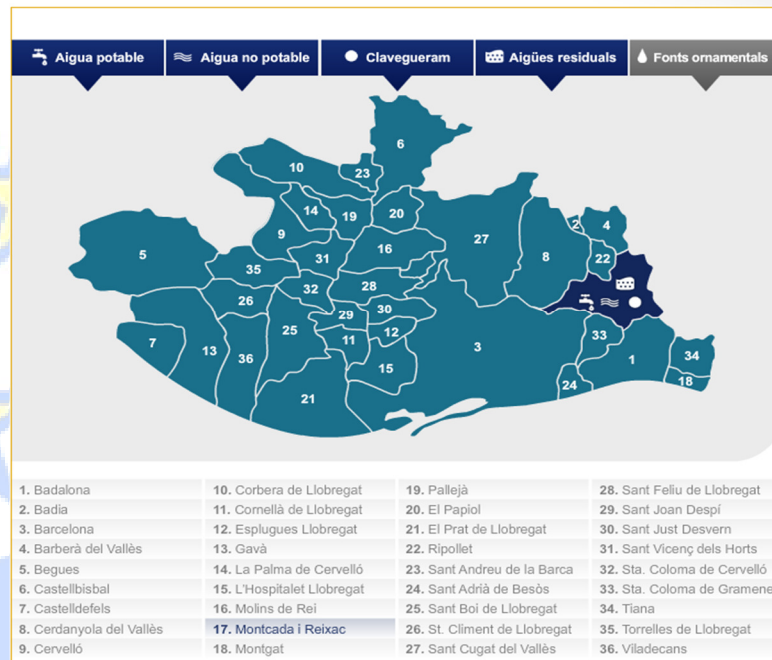 Aigua potable Aigua no potable Clavegueram Aigües residuals Fonts ornamentals
6
10
23
14
19
20
2
4
9
27
5
16
31
8
22
35
32
28
26
29
30
25
12
33
7
13
11
3
36
1
34
15
24
18
21
1. Badalona
2. Badia
3. Barcelona
4. Barberà del Vallès
5. Begues
6. Castellbisbal
7. Castelldefels
8. Cerdanyola del Vallès
9. Cervelló
10. Corbera de Llobregat
11. Cornellà de Llobregat
12. Esplugues Llobregat
13. Gavà
14. La Palma de Cervelló
15. L'Hospitalet Llobregat
16. Molins de Rei
17. Montcada i Reixac
18. Montgat
19. Pallejà
20. El Papiol
21. El Prat de Llobregat
22. Ripollet
23. Sant Andreu de la Barca
24. Sant Adrià de Besòs
25. Sant Boi de Llobregat
26. St. Climent de Llobregat
27. Sant Cugat del Vallès
28. Sant Feliu de Llobregat
29. Sant Joan Despí
30. Sant Just Desvern
31. Sant Vicenç dels Horts
32. Sta. Coloma de Cervelló
33. Sta. Coloma de Gramene
34. Tiana
35. Torrelles de Llobregat
36. Viladecans